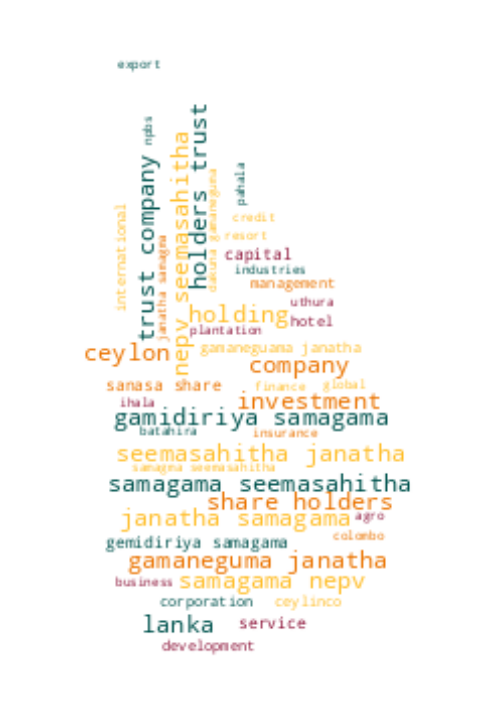 export
npbs
holders trust
seemasahitha
trust company
pahala
gamaneguma
international
credit
janatha samagma
dakuna
resort
capital
industries
management
nepv
uthura
holding
hotel
plantation
ceylon
gamaneguama janatha
company
sanasa share
finance
global
ihala
investment
gamidiriya samagama
batahira
insurance
seemasahitha janatha
samagma seemasahitha
samagama seemasahitha
share holders
janatha samagama
agro
colombo
gemidiriya samagama
gamaneguma janatha
business
samagama nepv
corporation
ceylinco
lanka
service
development